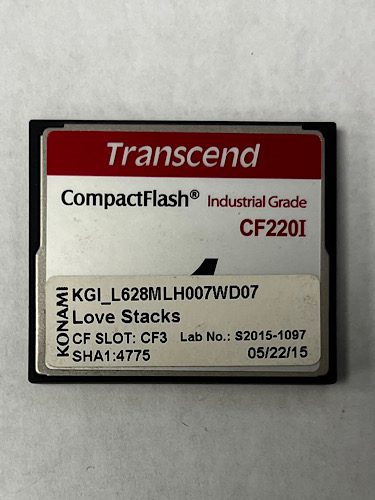 Transcend
CompactFlash® Industrial Grade
CF220I
KONAMI
KGI_L628MLH007WD07
Love Stacks
CF SLOT: CF3 Lab No.: S2015-1097
SHA1:4775 05/22/15